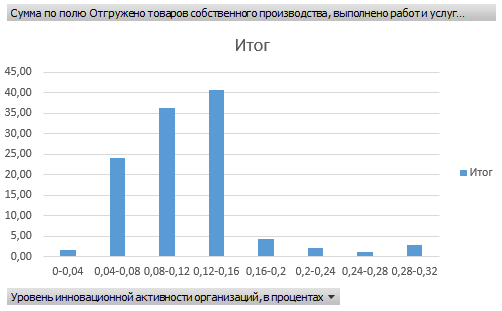 Сумма по полю Отгружено товаров собственного производства, выполнено работ и услуг...
Итог
45,00
40,00
35,00
30,00
25,00
20,00
15,00
10,00
5,00
0,00
0-0,04 0,04-0,08 0,08-0,12 0,12-0,16 0,16-0,2 0,2-0,24 0,24-0,28 0,28-0,32
Итог
Уровень инновационной активности организаций, в процентах